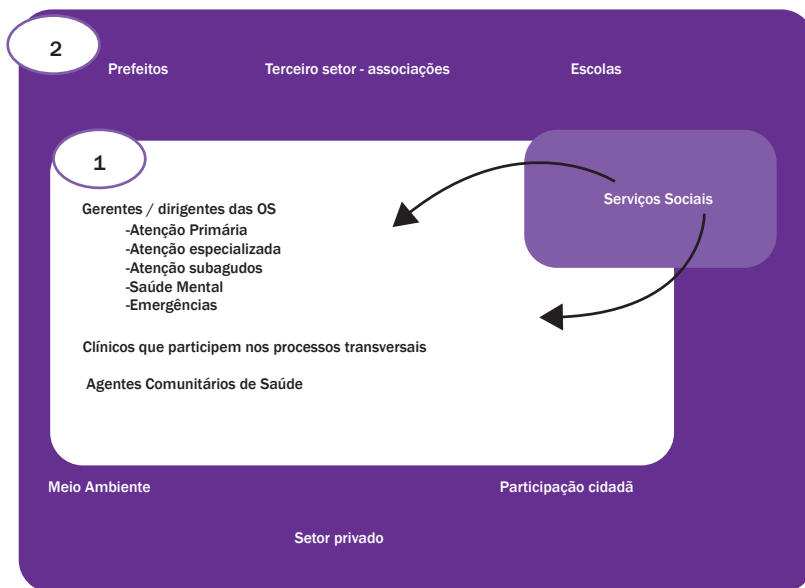 2
Prefeitos
Terceiro setor - associações
Escolas
1
Serviços Sociais
Gerentes / dirigentes das OS
-Atenção Primária
-Atenção especializada
-Atenção subagudos
-Saúde Mental
-Emergências
Clínicos que participem nos processos transversais
Agentes Comunitários de Saúde
Meio Ambiente
Participação cidadã
Setor privado